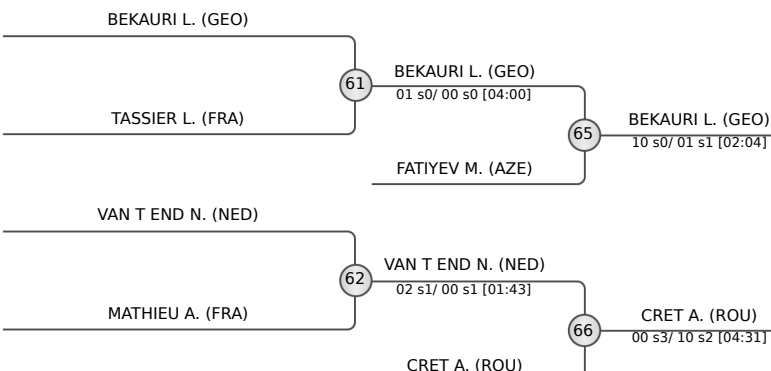 BEKAURI L. (GEO)
61
BEKAURI L. (GEO)
01 s0/ 00 s0 [04:00]
TASSIER L. (FRA)
65
BEKAURI L. (GEO)
10 s0/ 01 s1 [02:04]
FATIYEV M. (AZE)
VAN T END N. (NED)
62
VAN T END N. (NED)
02 s1/ 00 s1 [01:43]
MATHIEU A. (FRA)
66
CRET A. (ROU)
00 s3/ 10 s2 [04:31]
CRET A. (ROU)